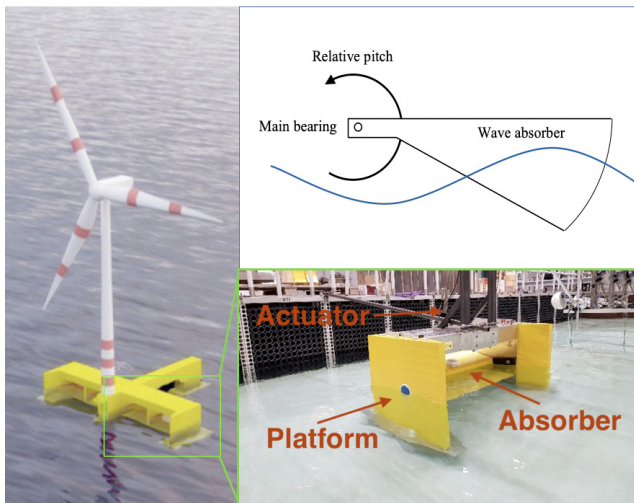 Relative pitch
Main bearing
Wave absorber
Actuator
Platform
Absorber